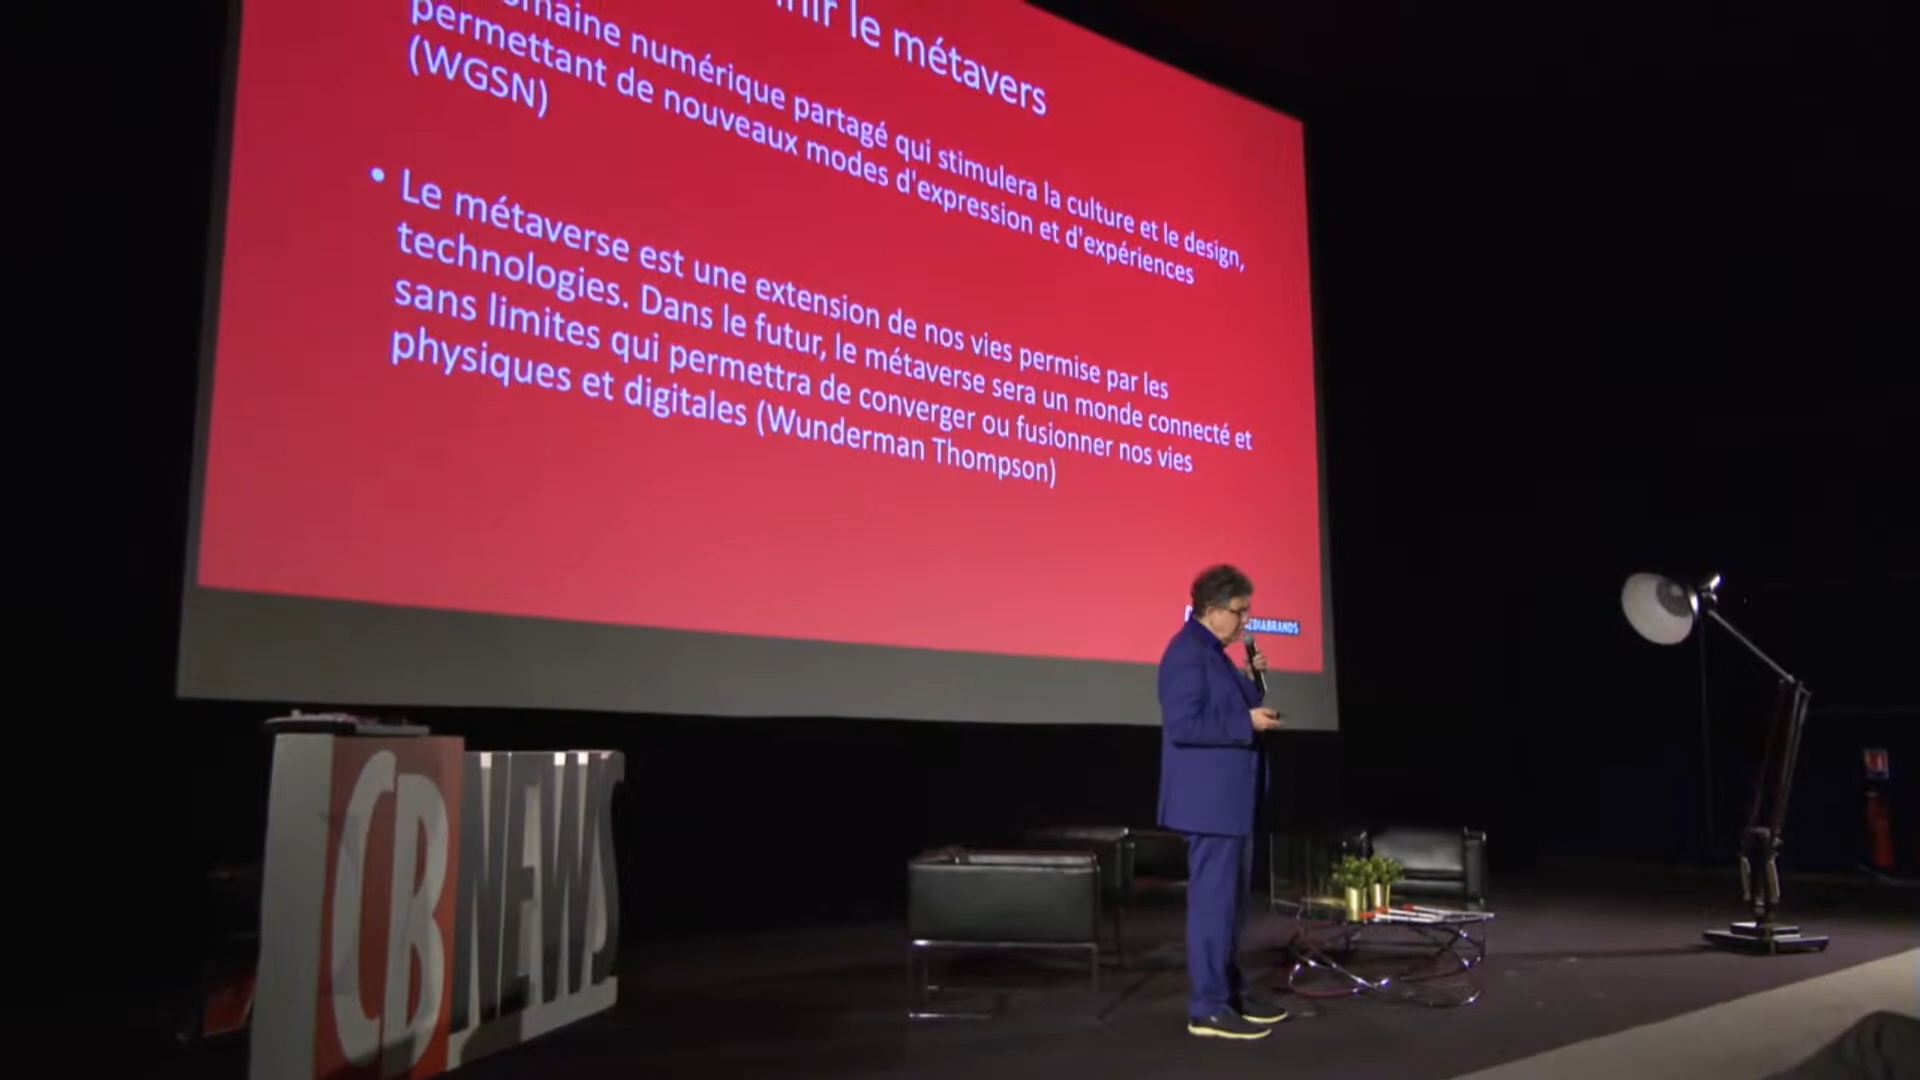 le métavers
numérique partagé qui stimulera la culture et le design,
permettant de nouveaux modes d'expression et d'expériences
(WGSN)
• Le métaverse est une extension de nos vies permise par les
technologies. Dans le futur, le métaverse sera un monde connecté et
sans limites qui permettra de converger ou fusionner nos vies
physiques et digitales (Wunderman Thompson)
CB NEWS